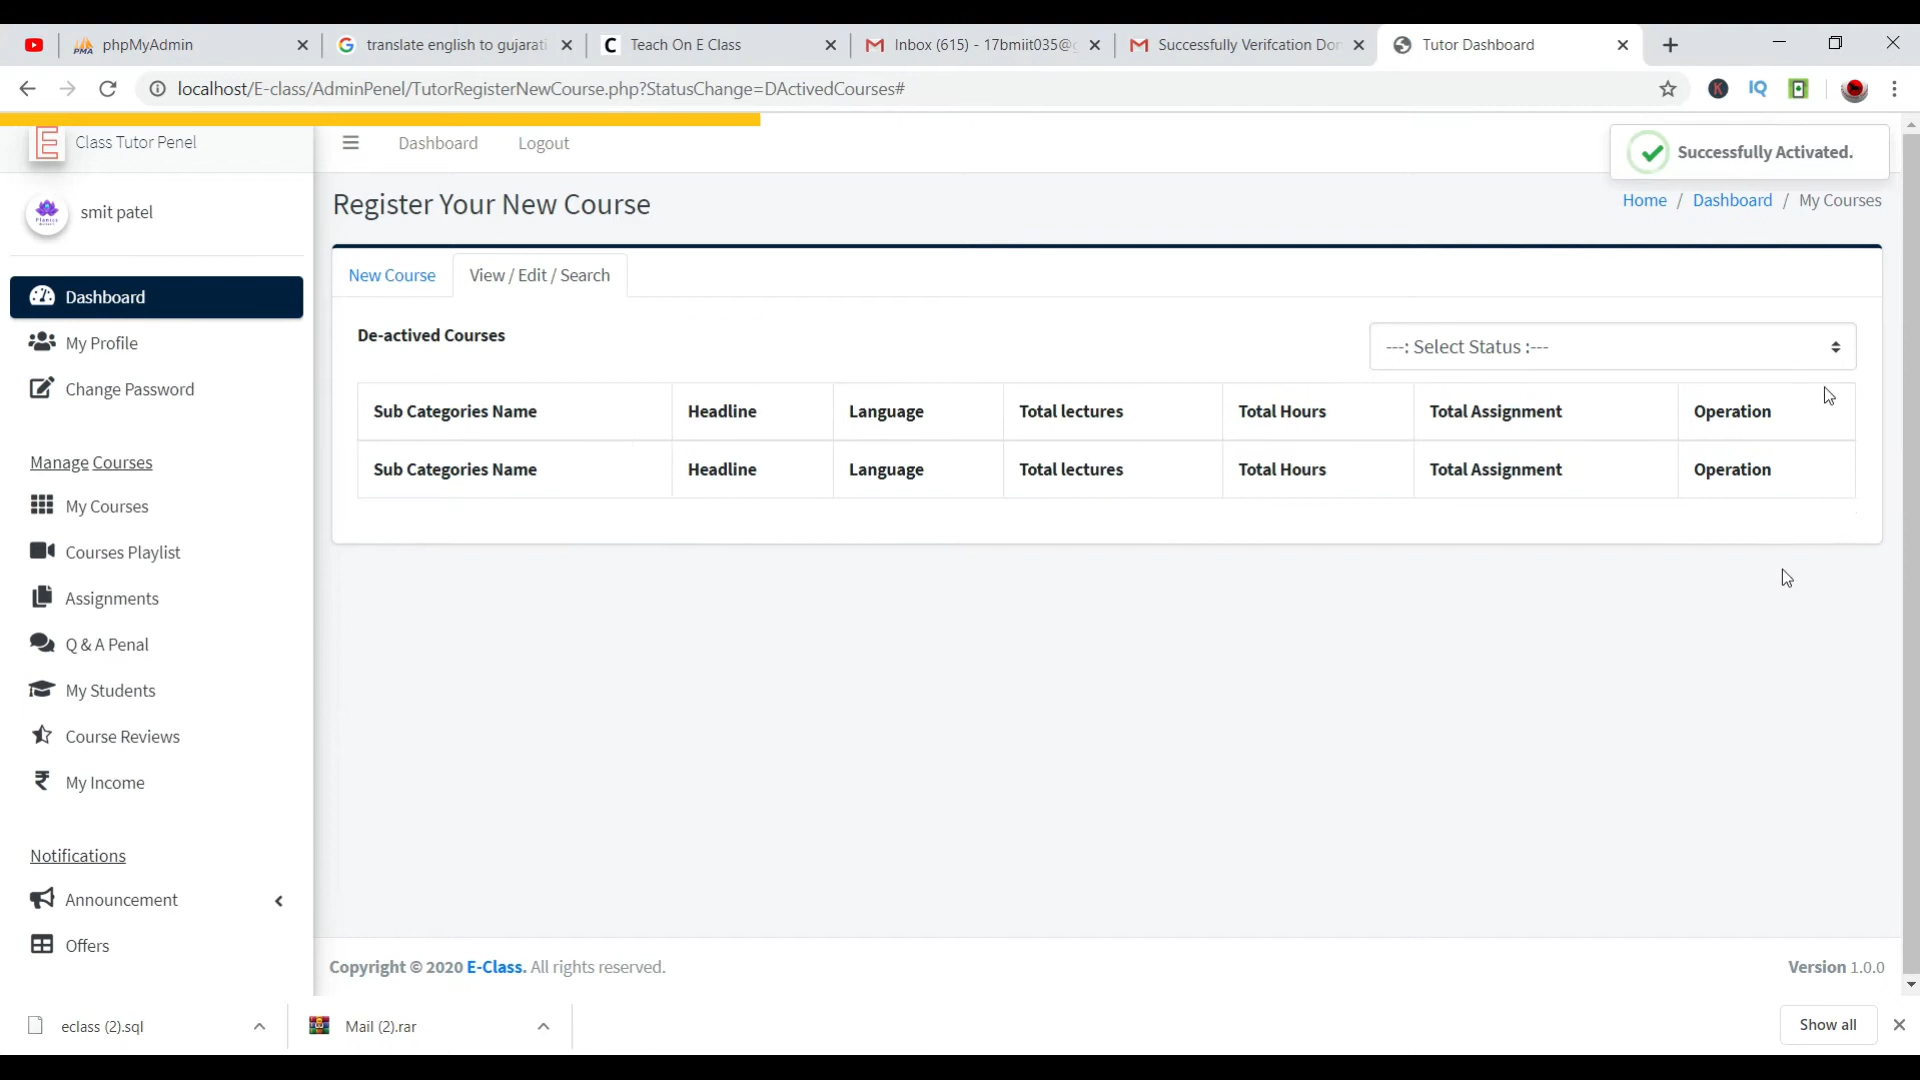 phpMyAdmin
translate english to gujarati
Teach On E Class
Inbox (615) - 17bmiit035@g
Successfully Verifcation Dor
Tutor Dashboard
localhost/E-class/AdminPenel/TutorRegisterNewCourse.php?StatusChange=DActivedCourses#
IQ
E
Class Tutor Penel
Dashboard
Logout
Successfully Activated.
smit patel
Register Your New Course
Home / Dashboard / My Courses
Dashboard
My Profile
Change Password
New Course
View / Edit / Search
De-actived Courses
---: Select Status :---
Sub Categories Name Headline Language Total lectures Total Hours Total Assignment Operation
Sub Categories Name Headline Language Total lectures Total Hours Total Assignment Operation
Manage Courses
My Courses
Courses Playlist
Assignments
Q & A Penal
My Students
Course Reviews
My Income
Notifications
Announcement
Offers
Copyright © 2020 E-Class. All rights reserved.
Version 1.0.0
eclass (2).sql
Mail (2).rar
Show all